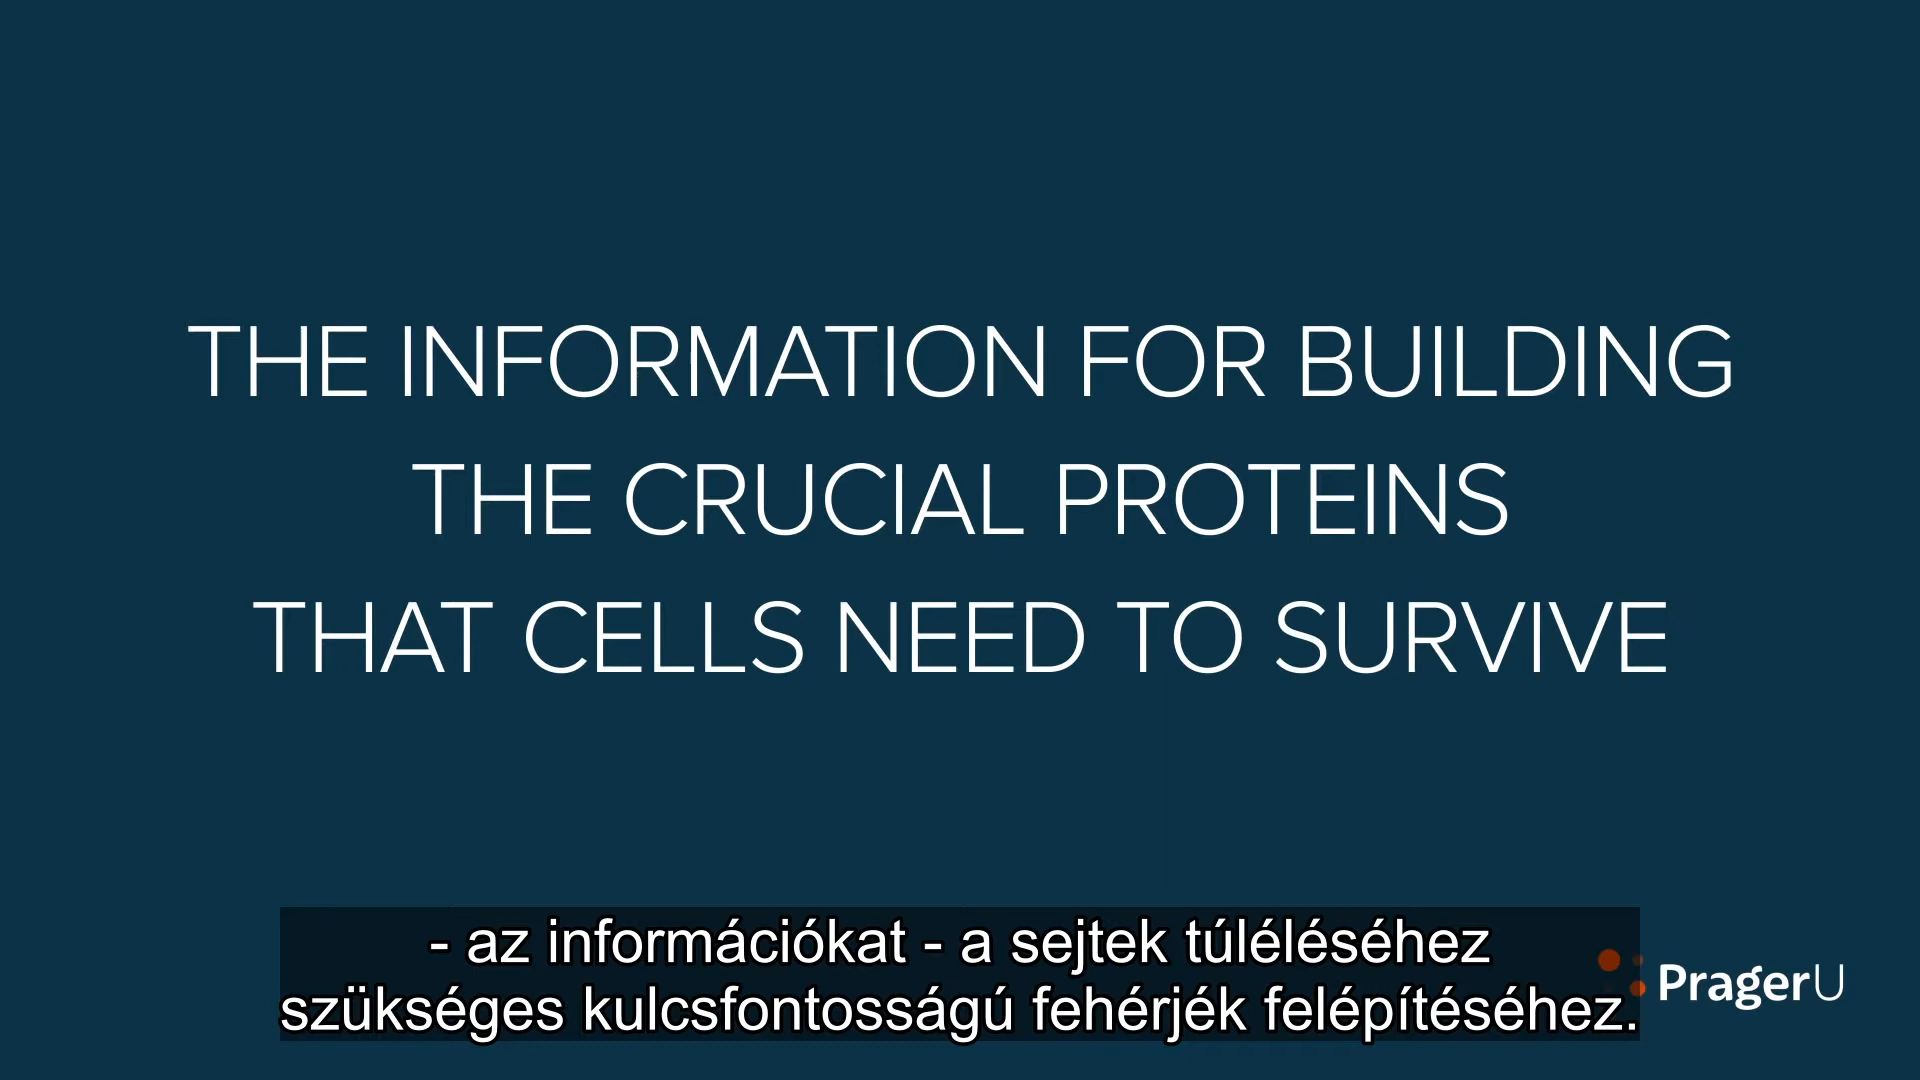 THE INFORMATION FOR BUILDING
THE CRUCIAL PROTEINS
THAT CELLS NEED TO SURVIVE
- az információkat - a sejtek túléléséhez
szükséges kulcsfontosságú fehérjék felépítéséhez.
PragerU